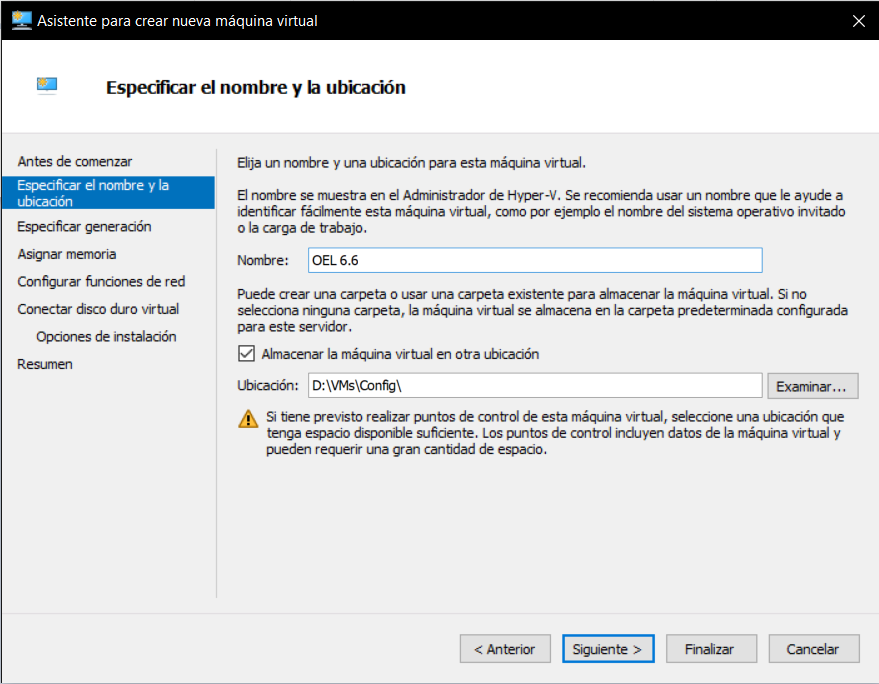 Asistente para crear nueva máquina virtual
Especificar el nombre y la ubicación
Antes de comenzar
Especificar el nombre y la
ubicación
Especificar generación
Asignar memoria
Configurar funciones de red
Conectar disco duro virtual
Opciones de instalación
Resumen
Elija un nombre y una ubicación para esta máquina virtual.
El nombre se muestra en el Administrador de Hyper-V. Se recomienda usar un nombre que le ayude a
identificar fácilmente esta máquina virtual, como por ejemplo el nombre del sistema operativo invitado
o la carga de trabajo.
Nombre: OEL 6.6
Puede crear una carpeta o usar una carpeta existente para almacenar la máquina virtual. Si no
selecciona ninguna carpeta, la máquina virtual se almacena en la carpeta predeterminada configurada
para este servidor.
Almacenar la máquina virtual en otra ubicación
Ubicación: D:\VMs\Config\ Examinar...
Si tiene previsto realizar puntos de control de esta máquina virtual, seleccione una ubicación que
tenga espacio disponible suficiente. Los puntos de control incluyen datos de la máquina virtual y
pueden requerir una gran cantidad de espacio.
< Anterior Siguiente > Finalizar Cancelar